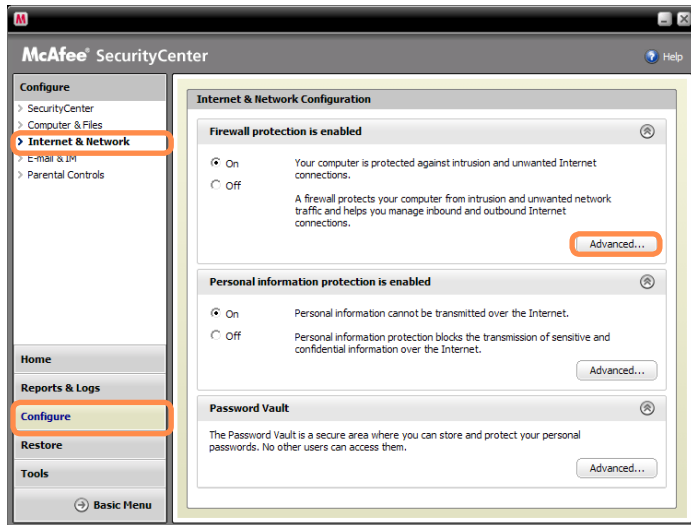 McAfee® SecurityCenter
Help
Configure
> SecurityCenter
> Computer & Files
> Internet & Network
> E-mail & IM
> Parental Controls
Home
Reports & Logs
Configure
Restore
Tools
Basic Menu
Internet & Network Configuration
Firewall protection is enabled
On
Your computer is protected against intrusion and unwanted Internet
connections.
Off
A firewall protects your computer from intrusion and unwanted network
traffic and helps you manage inbound and outbound Internet
connections.
Advanced...
Personal information protection is enabled
On
Personal information cannot be transmitted over the Internet.
Off
Personal information protection blocks the transmission of sensitive and
confidential information over the Internet.
Advanced...
Password Vault
The Password Vault is a secure area where you can store and protect your personal
passwords. No other users can access them.
Advanced...